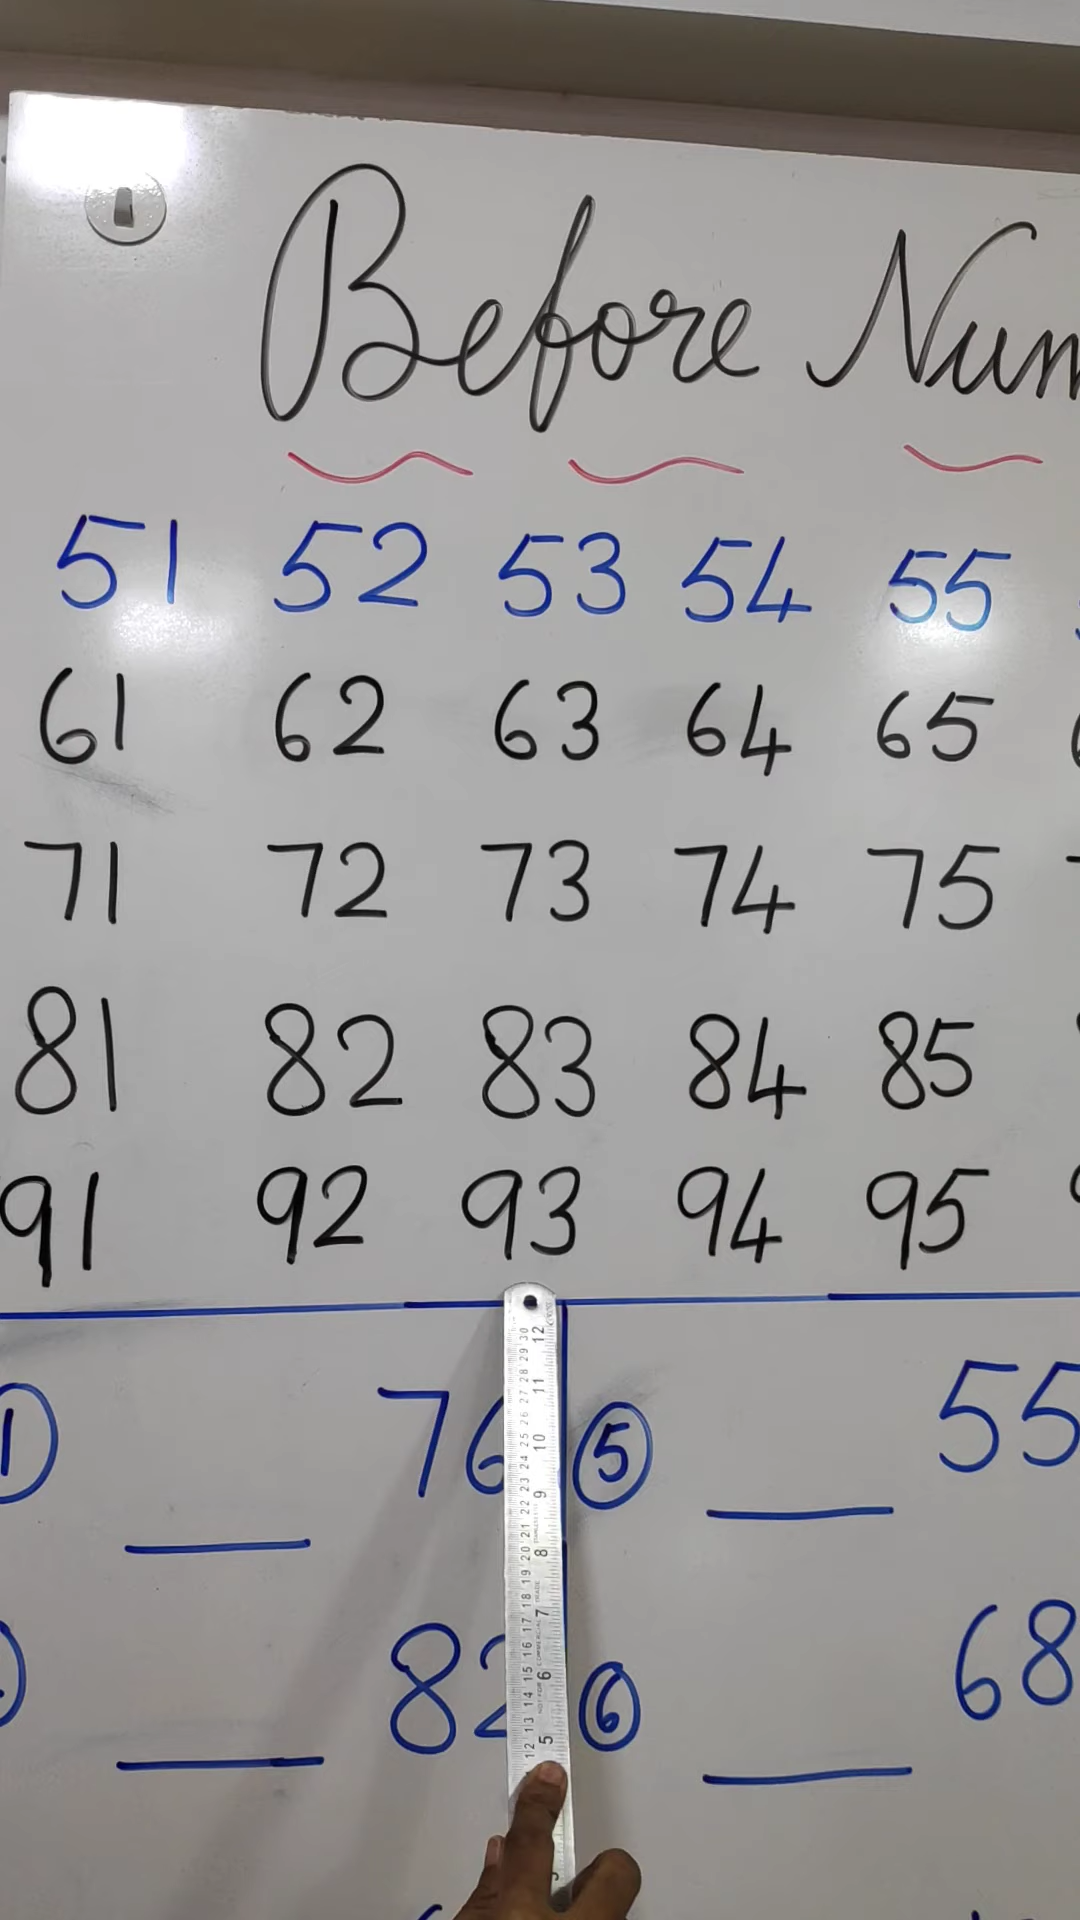 Before Num
51 52 53 54 55
61 62 63 64 65
71 72 73 74 75
81 82 83 84 85
91 92 93 94 95
1 ___ 76 5 ___ 55
___ 82 6 ___ 68